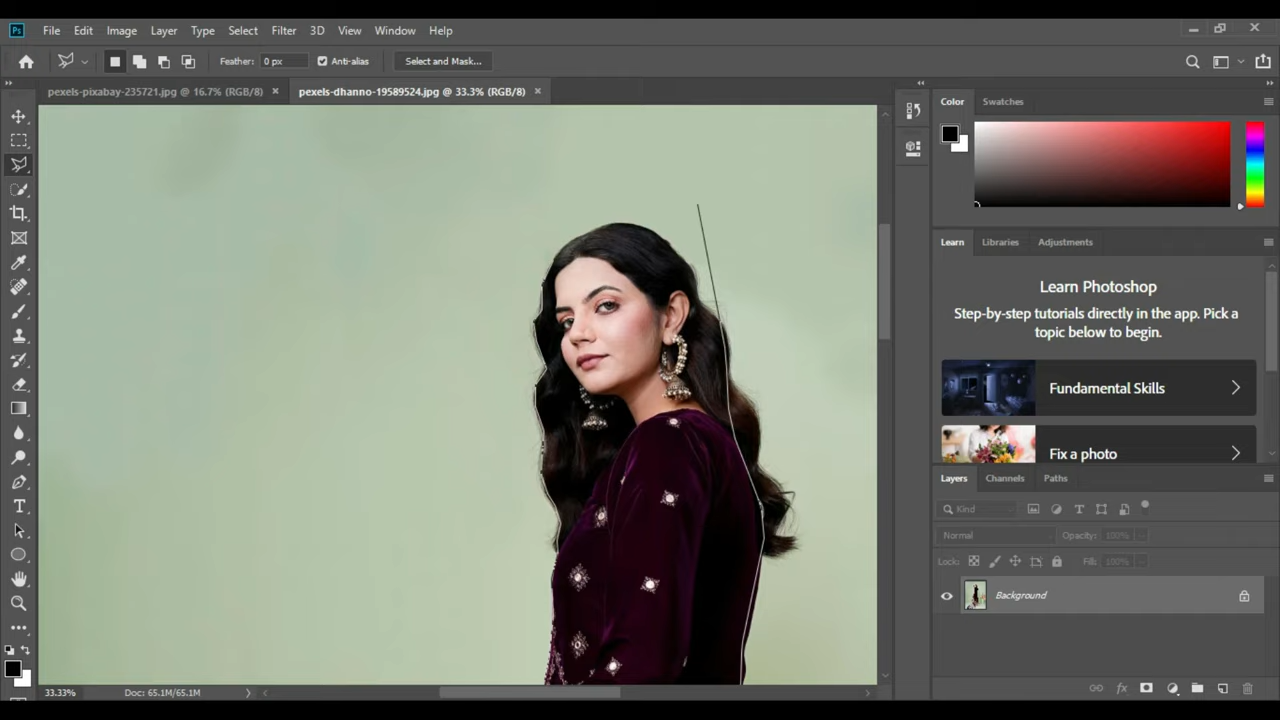 Ps File Edit Image Layer Type Select Filter 3D View Window Help
Feather: 0 px Anti-alias Select and Mask...
pexels-pixabay-235721.jpg @ 16.7% (RGB/8) pexels-dhanno-19589524.jpg @ 33.3% (RGB/8)
Color Swatches
Learn Libraries Adjustments
Learn Photoshop
Step-by-step tutorials directly in the app. Pick a
topic below to begin.
Fundamental Skills
Fix a photo
Layers Channels Paths
Kind
Normal Opacity: 100%
Lock: Fill: 100%
Background
33.33% Doc: 65.1M/65.1M